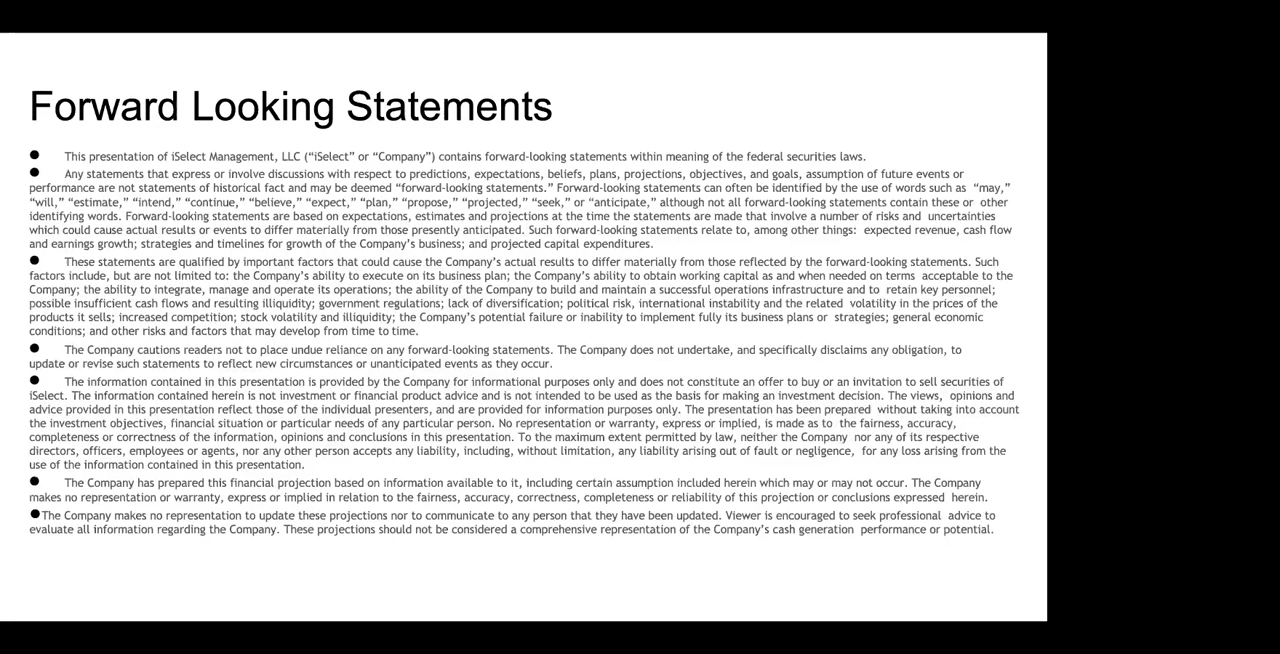 Forward Looking Statements
● This presentation of iSelect Management, LLC (“iSelect” or “Company”) contains forward-looking statements within meaning of the federal securities laws.
● Any statements that express or involve discussions with respect to predictions, expectations, beliefs, plans, projections, objectives, and goals, assumption of future events or
performance are not statements of historical fact and may be deemed “forward-looking statements.” Forward-looking statements can often be identified by the use of words such as “may,”
“will,” “estimate,” “intend,” “continue,” “believe,” “expect,” “plan,” “propose,” “projected,” “seek,” or “anticipate,” although not all forward-looking statements contain these or other
identifying words. Forward-looking statements are based on expectations, estimates and projections at the time the statements are made that involve a number of risks and uncertainties
which could cause actual results or events to differ materially from those presently anticipated. Such forward-looking statements relate to, among other things: expected revenue, cash flow
and earnings growth; strategies and timelines for growth of the Company’s business; and projected capital expenditures.
● These statements are qualified by important factors that could cause the Company’s actual results to differ materially from those reflected by the forward-looking statements. Such
factors include, but are not limited to: the Company’s ability to execute on its business plan; the Company’s ability to obtain working capital as and when needed on terms acceptable to the
Company; the ability to integrate, manage and operate its operations; the ability of the Company to build and maintain a successful operations infrastructure and to retain key personnel;
possible insufficient cash flows and resulting illiquidity; government regulations; lack of diversification; political risk, international instability and the related volatility in the prices of the
products it sells; increased competition; stock volatility and illiquidity; the Company’s potential failure or inability to implement fully its business plans or strategies; general economic
conditions; and other risks and factors that may develop from time to time.
● The Company cautions readers not to place undue reliance on any forward-looking statements. The Company does not undertake, and specifically disclaims any obligation, to
update or revise such statements to reflect new circumstances or unanticipated events as they occur.
● The information contained in this presentation is provided by the Company for informational purposes only and does not constitute an offer to buy or an invitation to sell securities of
iSelect. The information contained herein is not investment or financial product advice and is not intended to be used as the basis for making an investment decision. The views, opinions and
advice provided in this presentation reflect those of the individual presenters, and are provided for information purposes only. The presentation has been prepared without taking into account
the investment objectives, financial situation or particular needs of any particular person. No representation or warranty, express or implied, is made as to the fairness, accuracy,
completeness or correctness of the information, opinions and conclusions in this presentation. To the maximum extent permitted by law, neither the Company nor any of its respective
directors, officers, employees or agents, nor any other person accepts any liability, including, without limitation, any liability arising out of fault or negligence, for any loss arising from the
use of the information contained in this presentation.
● The Company has prepared this financial projection based on information available to it, including certain assumption included herein which may or may not occur. The Company
makes no representation or warranty, express or implied in relation to the fairness, accuracy, correctness, completeness or reliability of this projection or conclusions expressed herein.
●The Company makes no representation to update these projections nor to communicate to any person that they have been updated. Viewer is encouraged to seek professional advice to
evaluate all information regarding the Company. These projections should not be considered a comprehensive representation of the Company’s cash generation performance or potential.